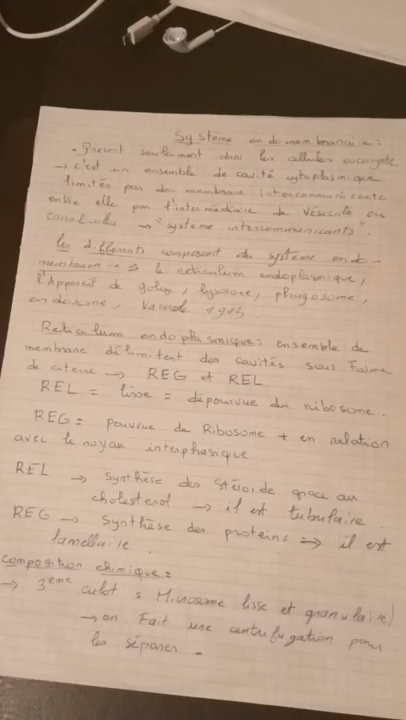 Système endomembranaire :
• Present seulement dans les cellules eucaryote
→ c'est un ensemble de cavité cytoplasmique
limités par des membrane intercommunicante
entre elle par l'intermédiaire de vésicule ou
canalicules → "système intercommunicants".
Les différents composant du système endo-
membranaire ⇒ le réticulum endoplasmique,
l'Appareil de golgi, lysosome, phagosome,
endosome, Vacuole
Reticulum endoplasmique : ensemble de
membrane délimitent des cavités sous Forme
de citerne → REG et REL
REL = lisse = dépourvue du ribosome.
REG = pourvue de Ribosome + en relation
avec le noyau interphasique
REL → Synthèse des Stéroïde grace au
cholesterol → il est tubulaire.
REG → Synthèse des proteins ⇒ il est
lamellaire.
Composition chimique :
→ 3ème culot : Microsome lisse et granulaire)
→ on Fait une centrifugation pour
les séparer.